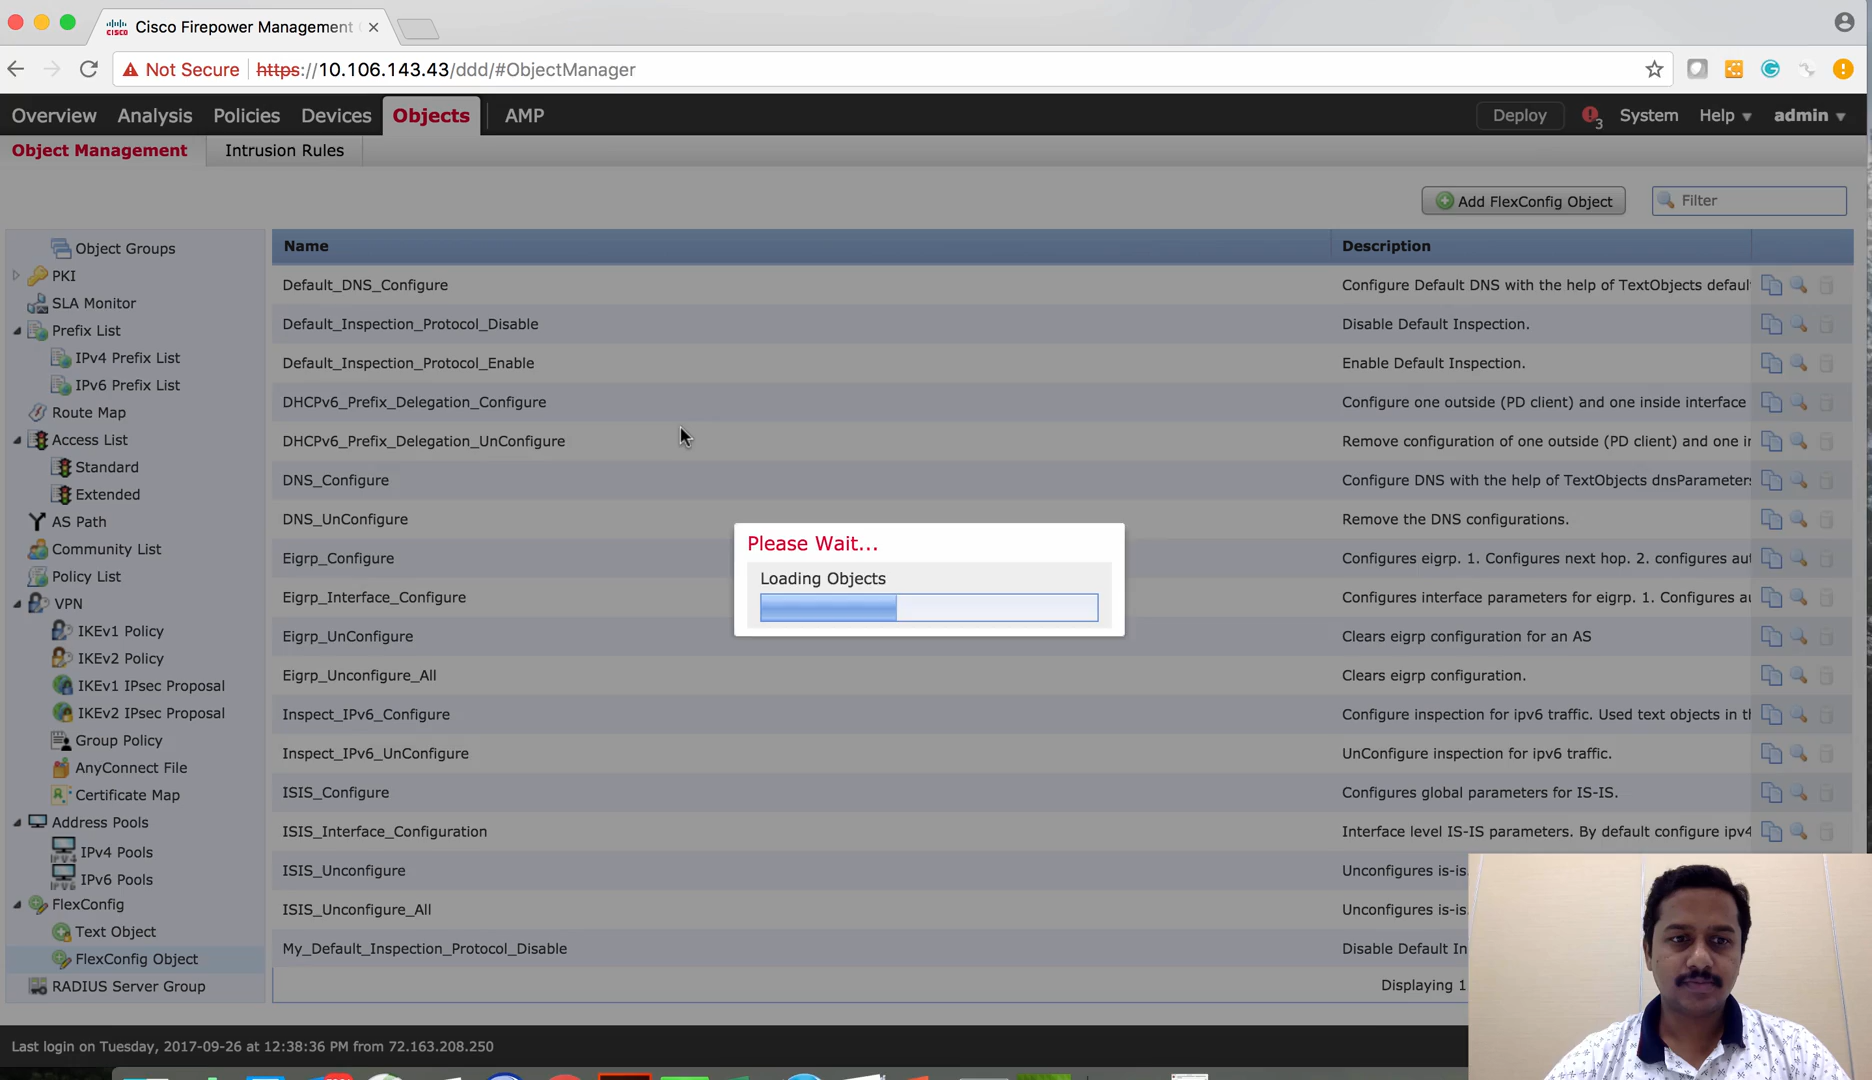 Cisco Firepower Management
Not Secure https://10.106.143.43/ddd/#ObjectManager
Overview Analysis Policies Devices Objects AMP Deploy 3 System Help admin
Object Management Intrusion Rules
Add FlexConfig Object Filter
Object Groups
PKI
SLA Monitor
Prefix List
IPv4 Prefix List
IPv6 Prefix List
Route Map
Access List
Standard
Extended
AS Path
Community List
Policy List
VPN
IKEv1 Policy
IKEv2 Policy
IKEv1 IPsec Proposal
IKEv2 IPsec Proposal
Group Policy
AnyConnect File
Certificate Map
Address Pools
IPv4 Pools
IPv6 Pools
FlexConfig
Text Object
FlexConfig Object
RADIUS Server Group
Name Description
Default_DNS_Configure Configure Default DNS with the help of TextObjects defaul
Default_Inspection_Protocol_Disable Disable Default Inspection.
Default_Inspection_Protocol_Enable Enable Default Inspection.
DHCPv6_Prefix_Delegation_Configure Configure one outside (PD client) and one inside interface
DHCPv6_Prefix_Delegation_UnConfigure Remove configuration of one outside (PD client) and one i
DNS_Configure Configure DNS with the help of TextObjects dnsParameters
DNS_UnConfigure Remove the DNS configurations.
Eigrp_Configure Configures eigrp. 1. Configures next hop. 2. configures au
Eigrp_Interface_Configure Configures interface parameters for eigrp. 1. Configures au
Eigrp_UnConfigure Clears eigrp configuration for an AS
Eigrp_Unconfigure_All Clears eigrp configuration.
Inspect_IPv6_Configure Configure inspection for ipv6 traffic. Used text objects in t
Inspect_IPv6_UnConfigure UnConfigure inspection for ipv6 traffic.
ISIS_Configure Configures global parameters for IS-IS.
ISIS_Interface_Configuration Interface level IS-IS parameters. By default configure ipv4
ISIS_Unconfigure Unconfigures is-is
ISIS_Unconfigure_All Unconfigures is-is
My_Default_Inspection_Protocol_Disable Disable Default In
Displaying 1
Please Wait...
Loading Objects
Last login on Tuesday, 2017-09-26 at 12:38:36 PM from 72.163.208.250